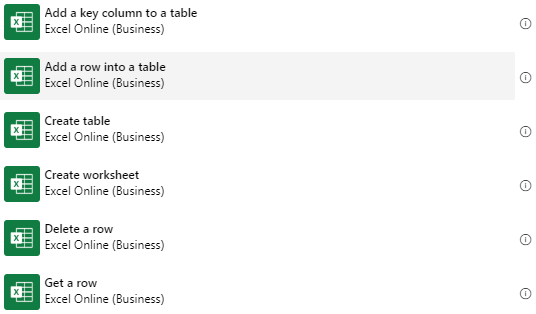 Add a key column to a table
Excel Online (Business)
Add a row into a table
Excel Online (Business)
Create table
Excel Online (Business)
Create worksheet
Excel Online (Business)
Delete a row
Excel Online (Business)
Get a row
Excel Online (Business)